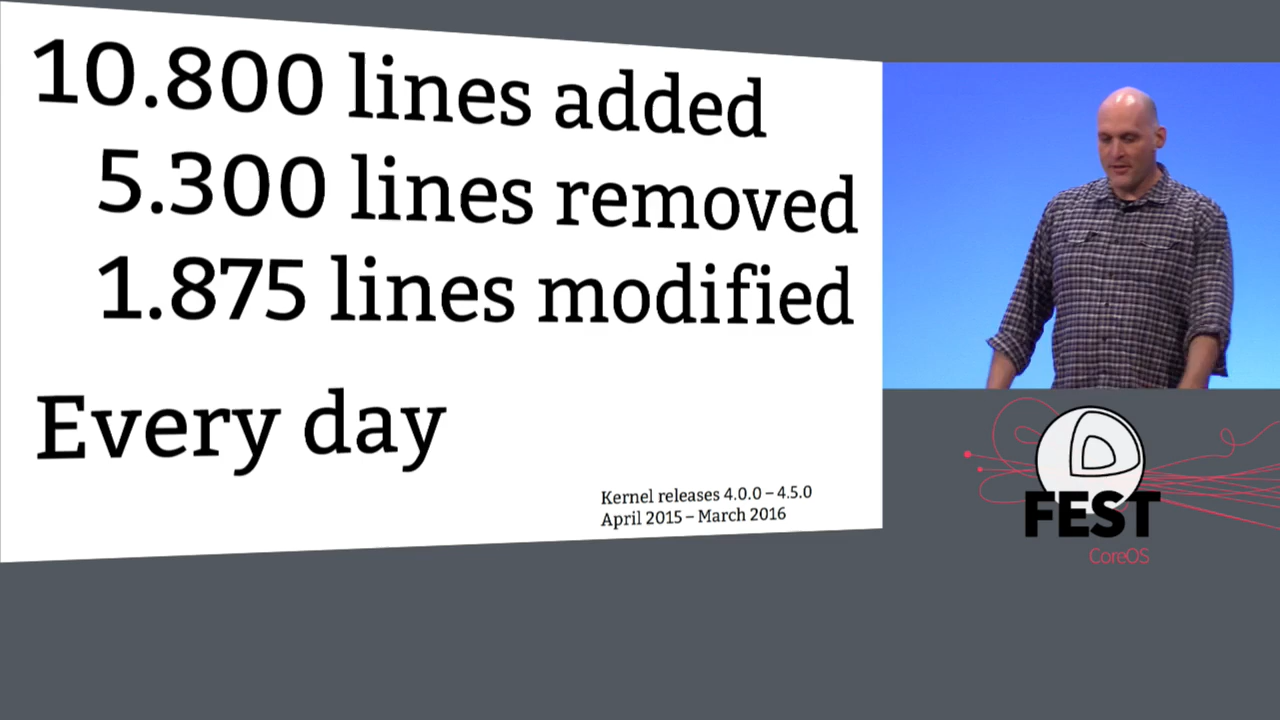 10.800 lines added
5.300 lines removed
1.875 lines modified
Every day
Kernel releases 4.0.0 – 4.5.0
April 2015 – March 2016
FEST
CoreOS